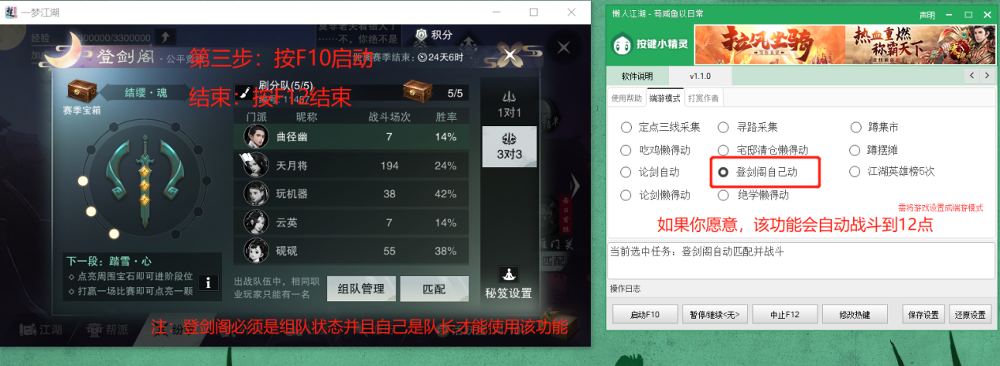 一梦江湖
经验
3300000/3300000
积分
登剑阁·公平竞
距离赛季结束：24天6时
第三步：按F10启动
结束：按F12结束
赛季宝箱
结缨·魂
刷分队(5/5)
5/5
门派 昵称 战斗场次 胜率
曲径幽 7 14%
天月将 194 24%
玩机器 38 42%
云英 7 14%
砚砚 55 38%
1对1
3对3
下一段：踏雪·心
◇ 点亮周围宝石即可进阶段位
◇ 打赢一场比赛即可点亮一颗
出战队伍中，相同职
业玩家只能有一名
组队管理
匹配
秘笈设置
匹配
江湖
帮派
注：登剑阁必须是组队状态并且自己是队长才能使用该功能
懒人江湖 - 苟咸鱼以日常
声明
按键小精灵
拉风坐骑
热血重燃
称霸天下
软件说明
v1.1.0
使用帮助
端游模式
打赏作者
定点三线采集
寻路采集
蹲集市
吃鸡懒得动
宅邸清仓懒得动
蹲摆摊
论剑自动
登剑阁自己动
江湖英雄榜5次
论剑懒得动
绝学懒得动
需将游戏设置成端游模式
如果你愿意，该功能会自动战斗到12点
当前选中任务：登剑阁自动匹配并战斗
操作日志
启动F10
暂停/继续<无>
中止F12
修改热键
保存设置
还原设置